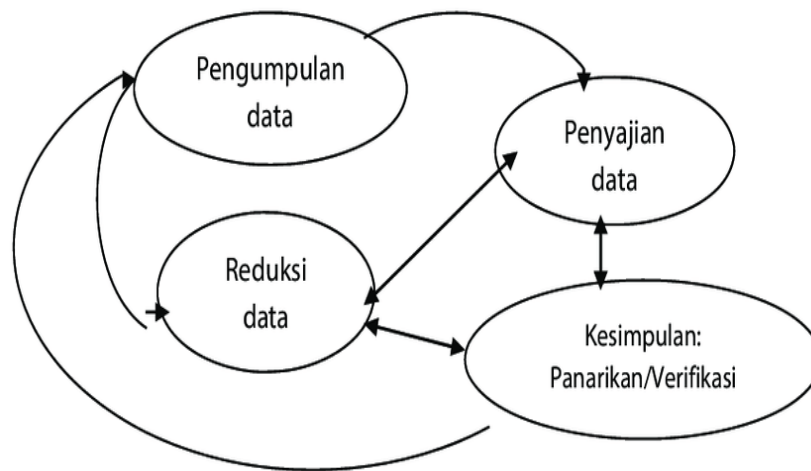 Pengumpulan
data
Penyajian
data
Reduksi
data
Kesimpulan:
Panarikan/Verifikasi